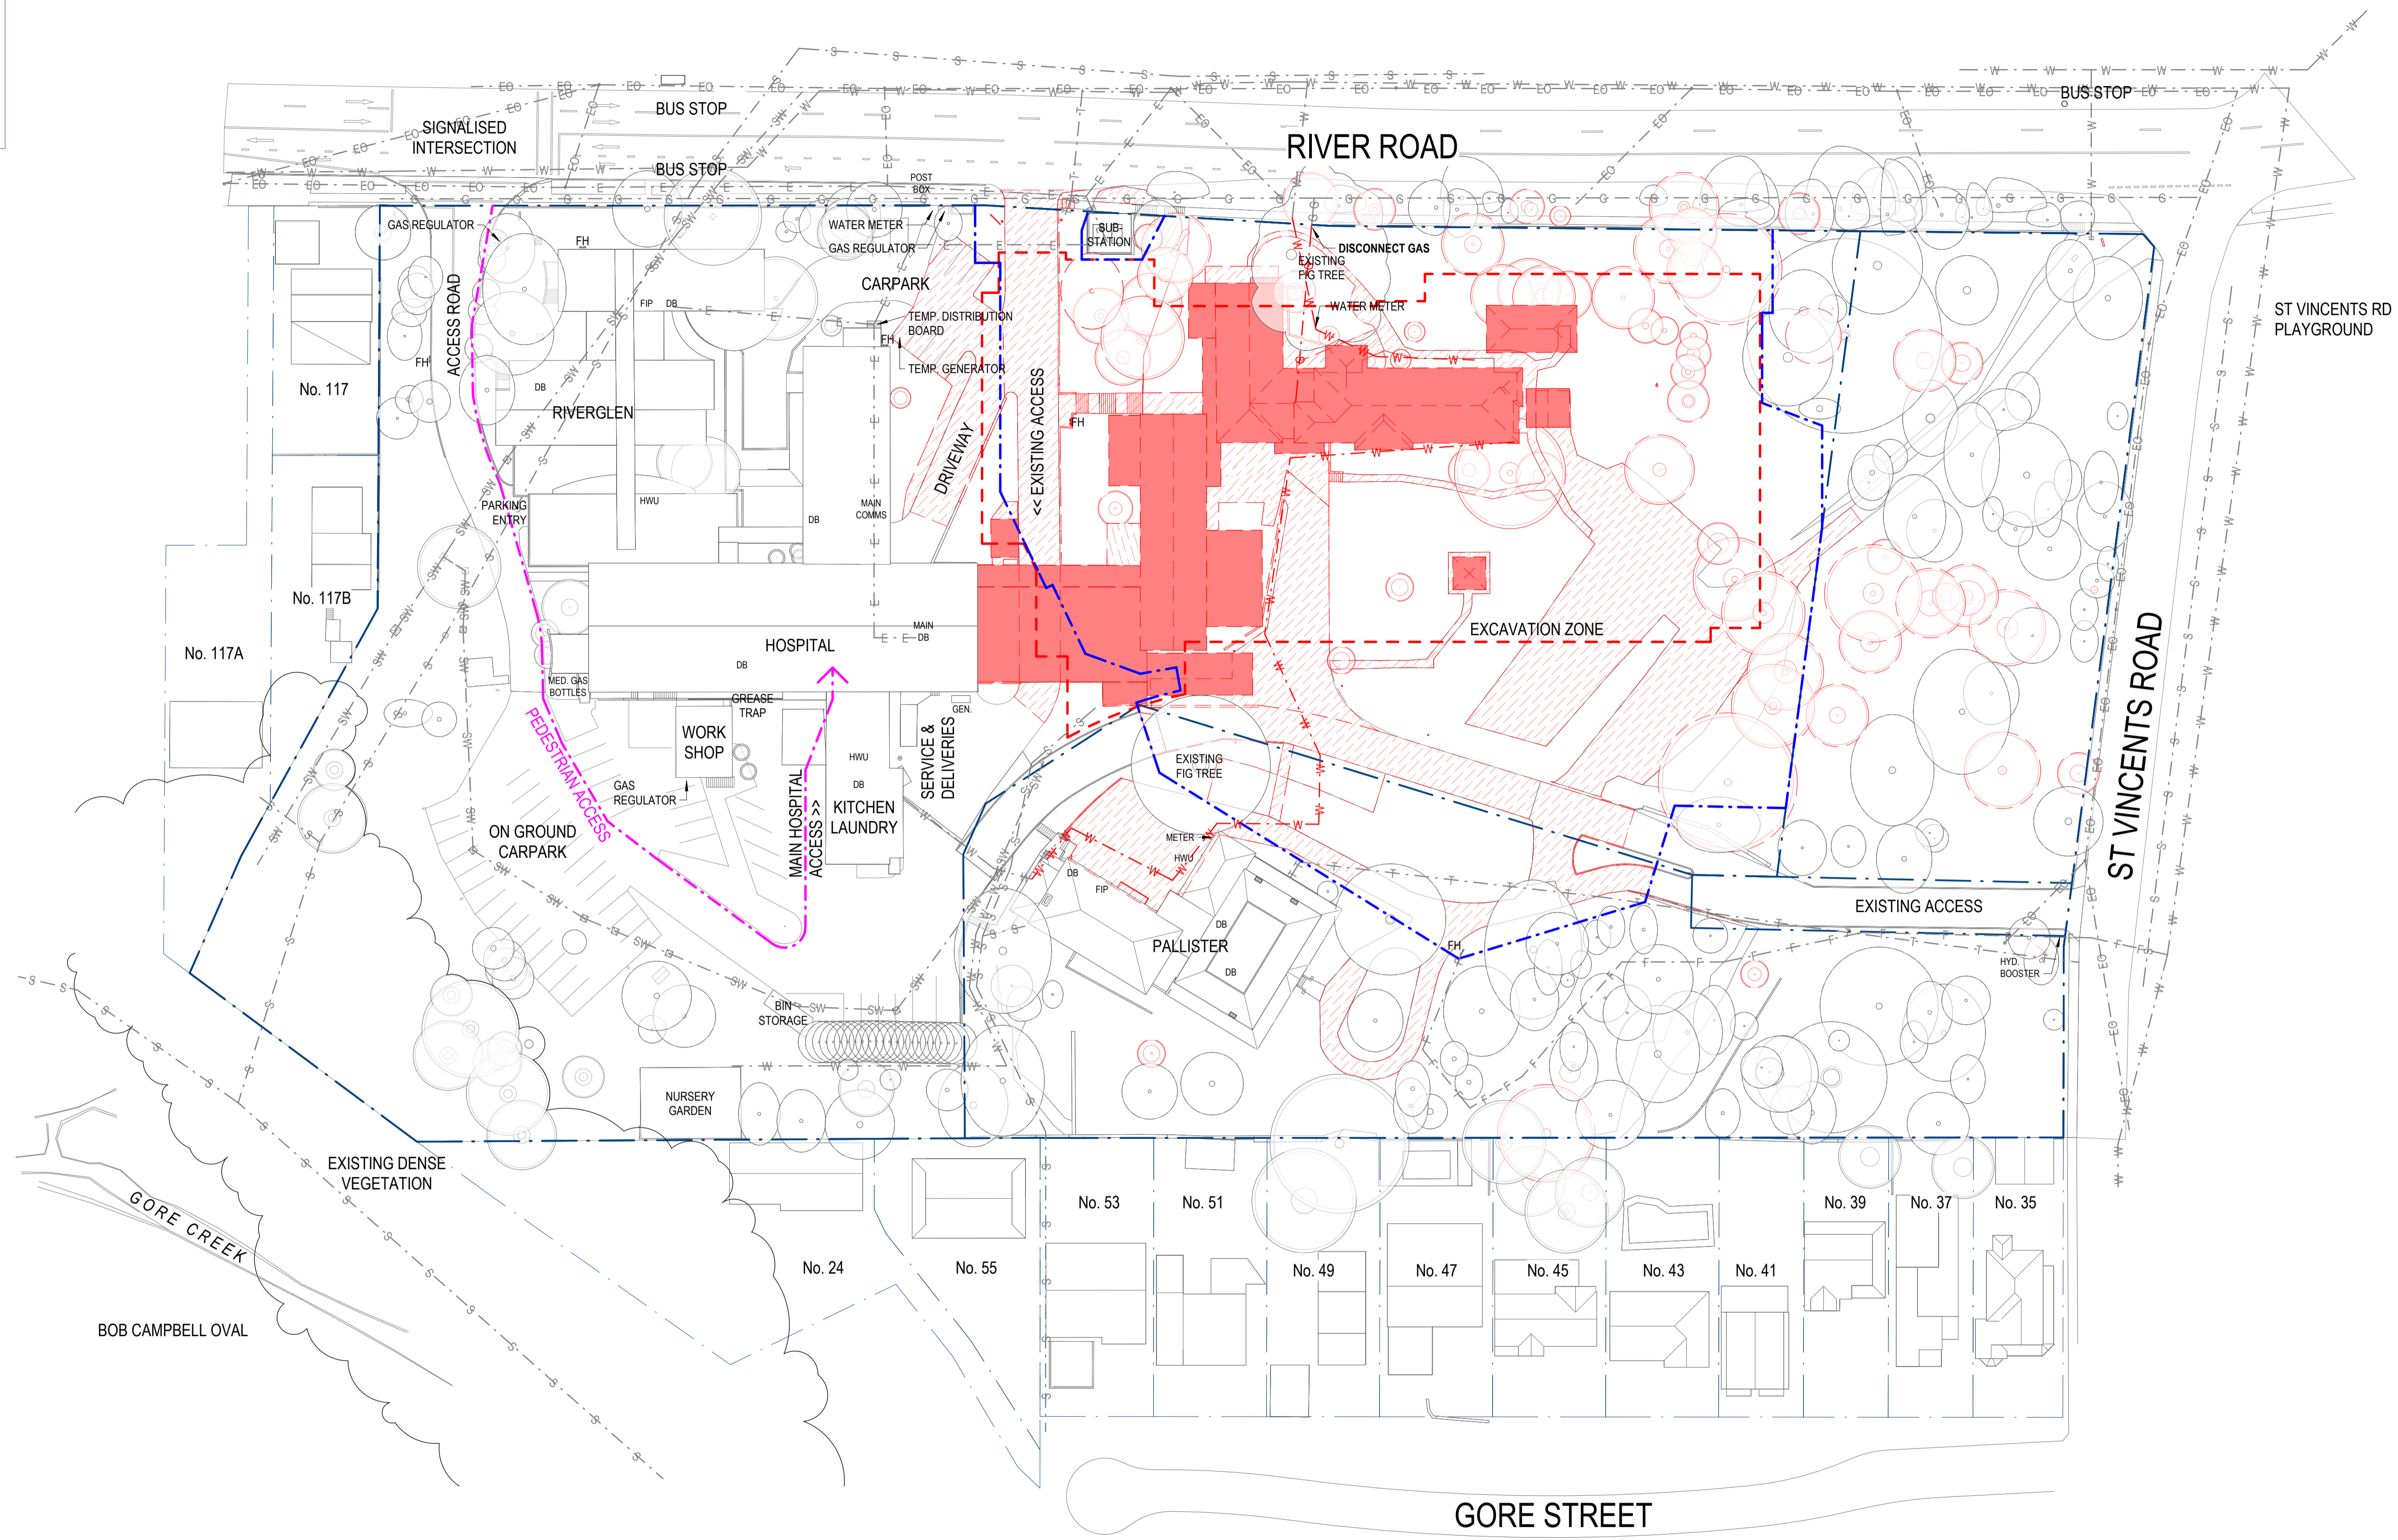 BUS STOP
BUS STOP
SIGNALISED
INTERSECTION
RIVER ROAD
BUS STOP
POST
BOX
GAS REGULATOR
WATER METER
GAS REGULATOR
SUB-
STATION
DISCONNECT GAS
EXISTING
FIG TREE
FH
ACCESS ROAD
CARPARK
FIP
DB
TEMP. DISTRIBUTION
BOARD
WATER METER
ST VINCENTS RD
PLAYGROUND
FH
FH
TEMP. GENERATOR
No. 117
DB
RIVERGLEN
DRIVEWAY
<< EXISTING ACCESS
FH
PARKING
ENTRY
HWU
DB
MAIN
COMMS
No. 117B
MAIN
DB
EXCAVATION ZONE
No. 117A
HOSPITAL
DB
MED. GAS
BOTTLES
GREASE
TRAP
GEN.
PEDESTRIAN ACCESS
WORK
SHOP
SERVICE &
DELIVERIES
ST VINCENTS ROAD
HWU
DB
EXISTING
FIG TREE
GAS
REGULATOR
MAIN HOSPITAL
ACCESS >>
KITCHEN
LAUNDRY
ON GROUND
CARPARK
METER
HWU
DB
FIP
DB
PALLISTER
DB
FH
EXISTING ACCESS
HYD.
BOOSTER
BIN
STORAGE
NURSERY
GARDEN
EXISTING DENSE
VEGETATION
GORE CREEK
BOB CAMPBELL OVAL
No. 24
No. 55
No. 53
No. 51
No. 49
No. 47
No. 45
No. 43
No. 41
No. 39
No. 37
No. 35
GORE STREET